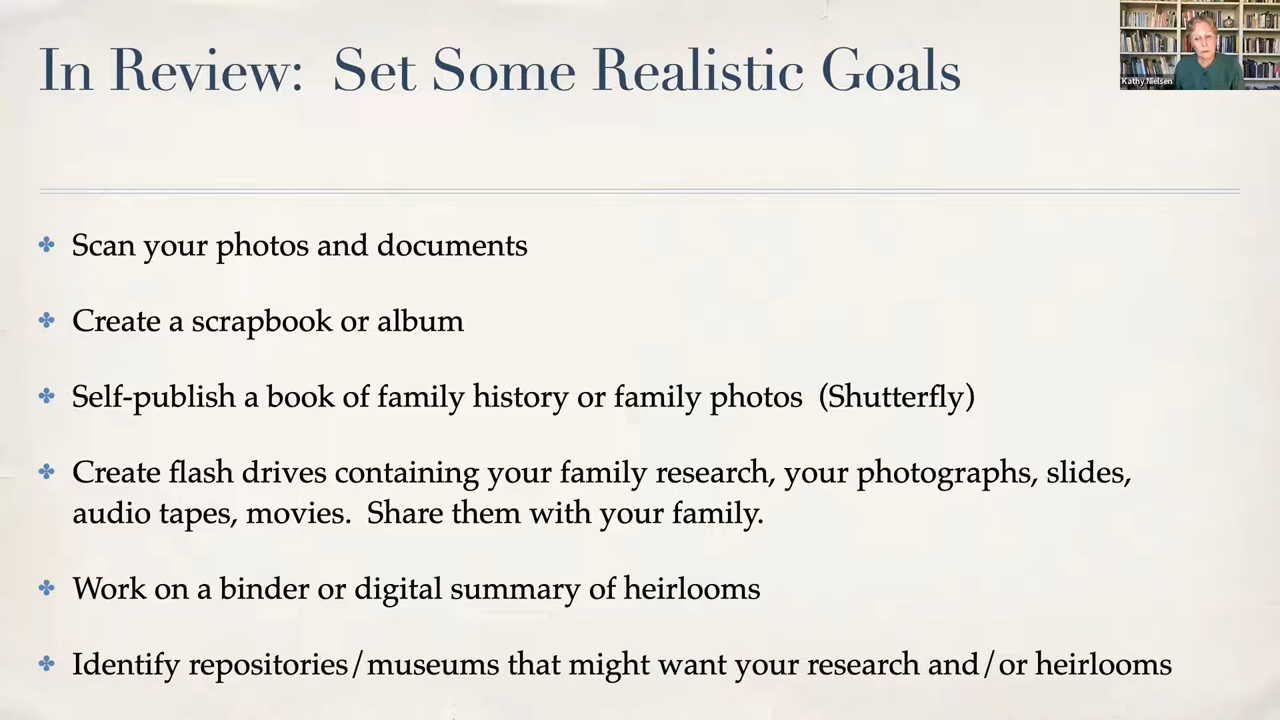 In Review:  Set Some Realistic Goals
Kathy Nielsen
Scan your photos and documents
Create a scrapbook or album
Self-publish a book of family history or family photos  (Shutterfly)
Create flash drives containing your family research, your photographs, slides,
audio tapes, movies.  Share them with your family.
Work on a binder or digital summary of heirlooms
Identify repositories/museums that might want your research and/or heirlooms